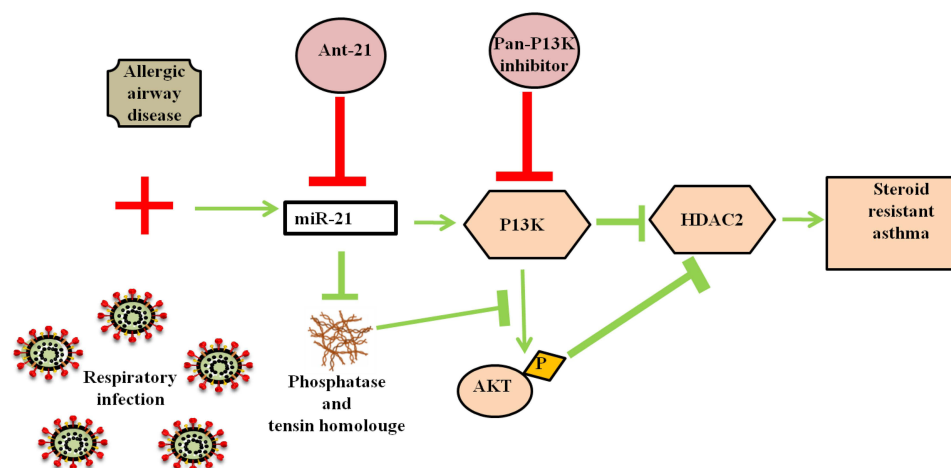 Ant-21
Pan-P13K
inhibitor
Allergic
airway
disease
miR-21
P13K
HDAC2
Steroid
resistant
asthma
Respiratory
infection
Phosphatase
and
tensin homolouge
AKT
P